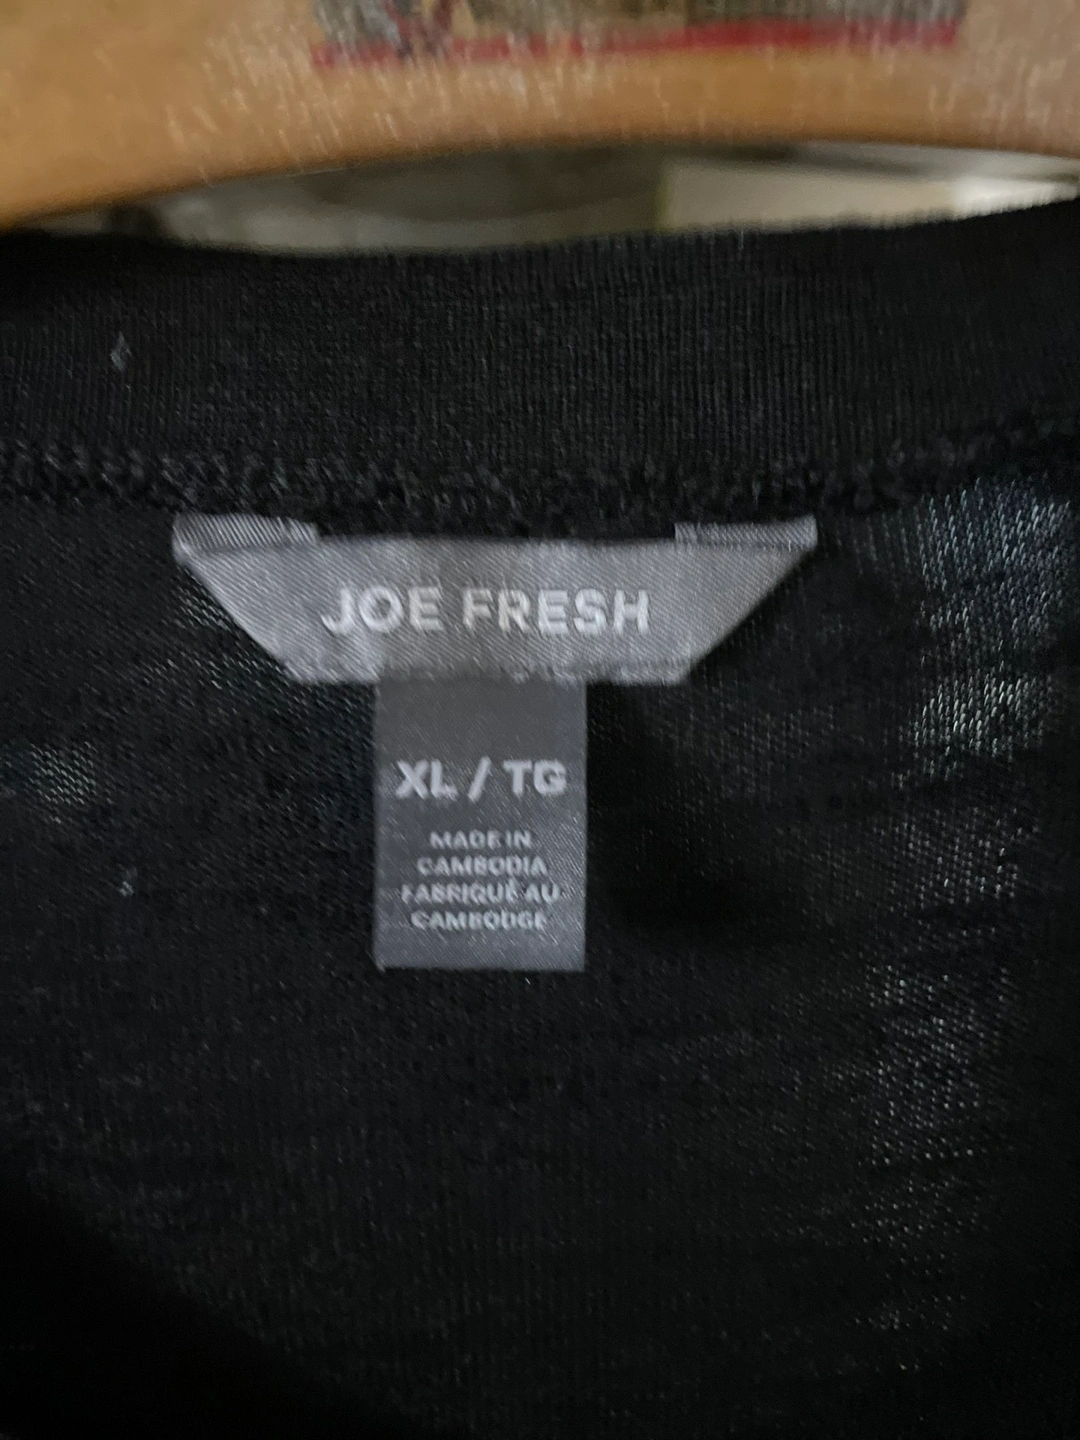 JOE FRESH
XL / TG
MADE IN
CAMBODIA
FABRIQUÉ AU
CAMBODGE